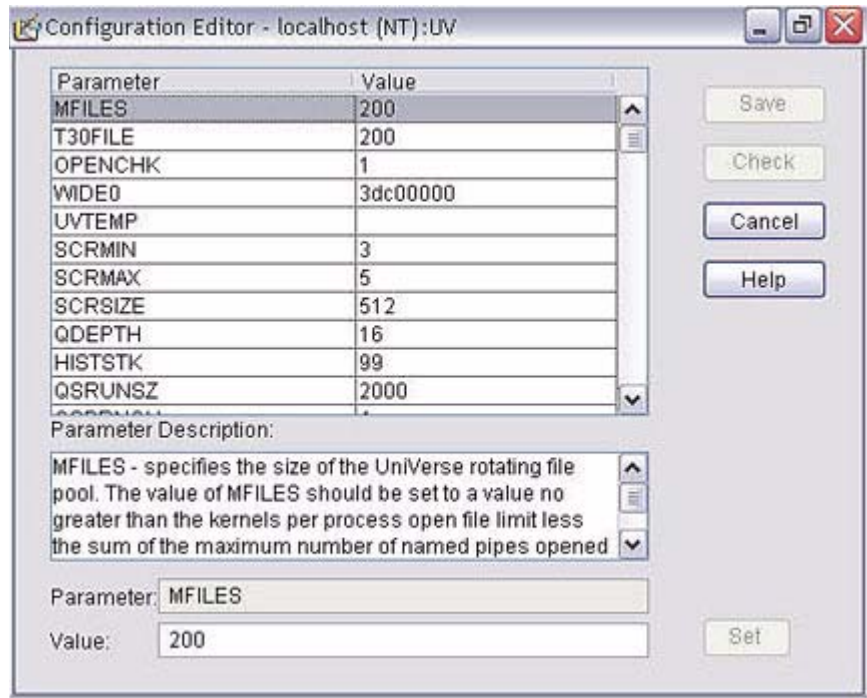 Configuration Editor - localhost (NT):UV
Parameter Value
MFILES 200
T30FILE 200
OPENCHK 1
WIDE0 3dc00000
UVTEMP
SCRMIN 3
SCRMAX 5
SCRSIZE 512
QDEPTH 16
HISTSTK 99
QSRUNSZ 2000
Save
Check
Cancel
Help
Parameter Description:
MFILES - specifies the size of the UniVerse rotating file
pool. The value of MFILES should be set to a value no
greater than the kernels per process open file limit less
the sum of the maximum number of named pipes opened
Parameter: MFILES
Value: 200
Set